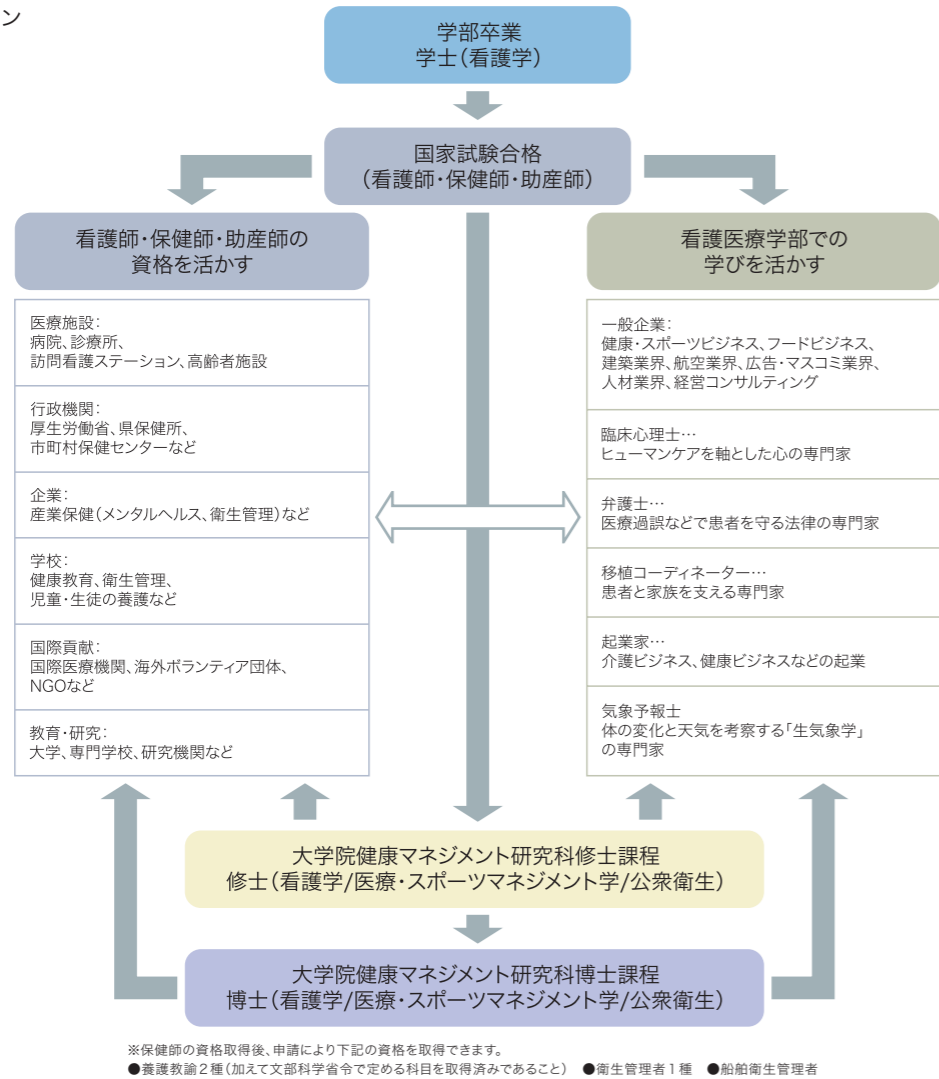 ン
学部卒業
学士(看護学)
国家試験合格
(看護師・保健師・助産師)
看護師・保健師・助産師の
資格を活かす
医療施設:
病院、診療所、
訪問看護ステーション、高齢者施設
行政機関:
厚生労働省、県保健所、
市町村保健センターなど
企業:
産業保健(メンタルヘルス、衛生管理)など
学校:
健康教育、衛生管理、
児童・生徒の養護など
国際貢献:
国際医療機関、海外ボランティア団体、
NGOなど
教育・研究:
大学、専門学校、研究機関など
看護医療学部での
学びを活かす
一般企業:
健康・スポーツビジネス、フードビジネス、
建築業界、航空業界、広告・マスコミ業界、
人材業界、経営コンサルティング
臨床心理士…
ヒューマンケアを軸とした心の専門家
弁護士…
医療過誤などで患者を守る法律の専門家
移植コーディネーター…
患者と家族を支える専門家
起業家…
介護ビジネス、健康ビジネスなどの起業
気象予報士
体の変化と天気を考察する「生気象学」
の専門家
大学院健康マネジメント研究科修士課程
修士(看護学/医療・スポーツマネジメント学/公衆衛生)
大学院健康マネジメント研究科博士課程
博士(看護学/医療・スポーツマネジメント学/公衆衛生)
※保健師の資格取得後、申請により下記の資格を取得できます。
●養護教諭2種(加えて文部科学省令で定める科目を取得済みであること) ●衛生管理者1種 ●船舶衛生管理者